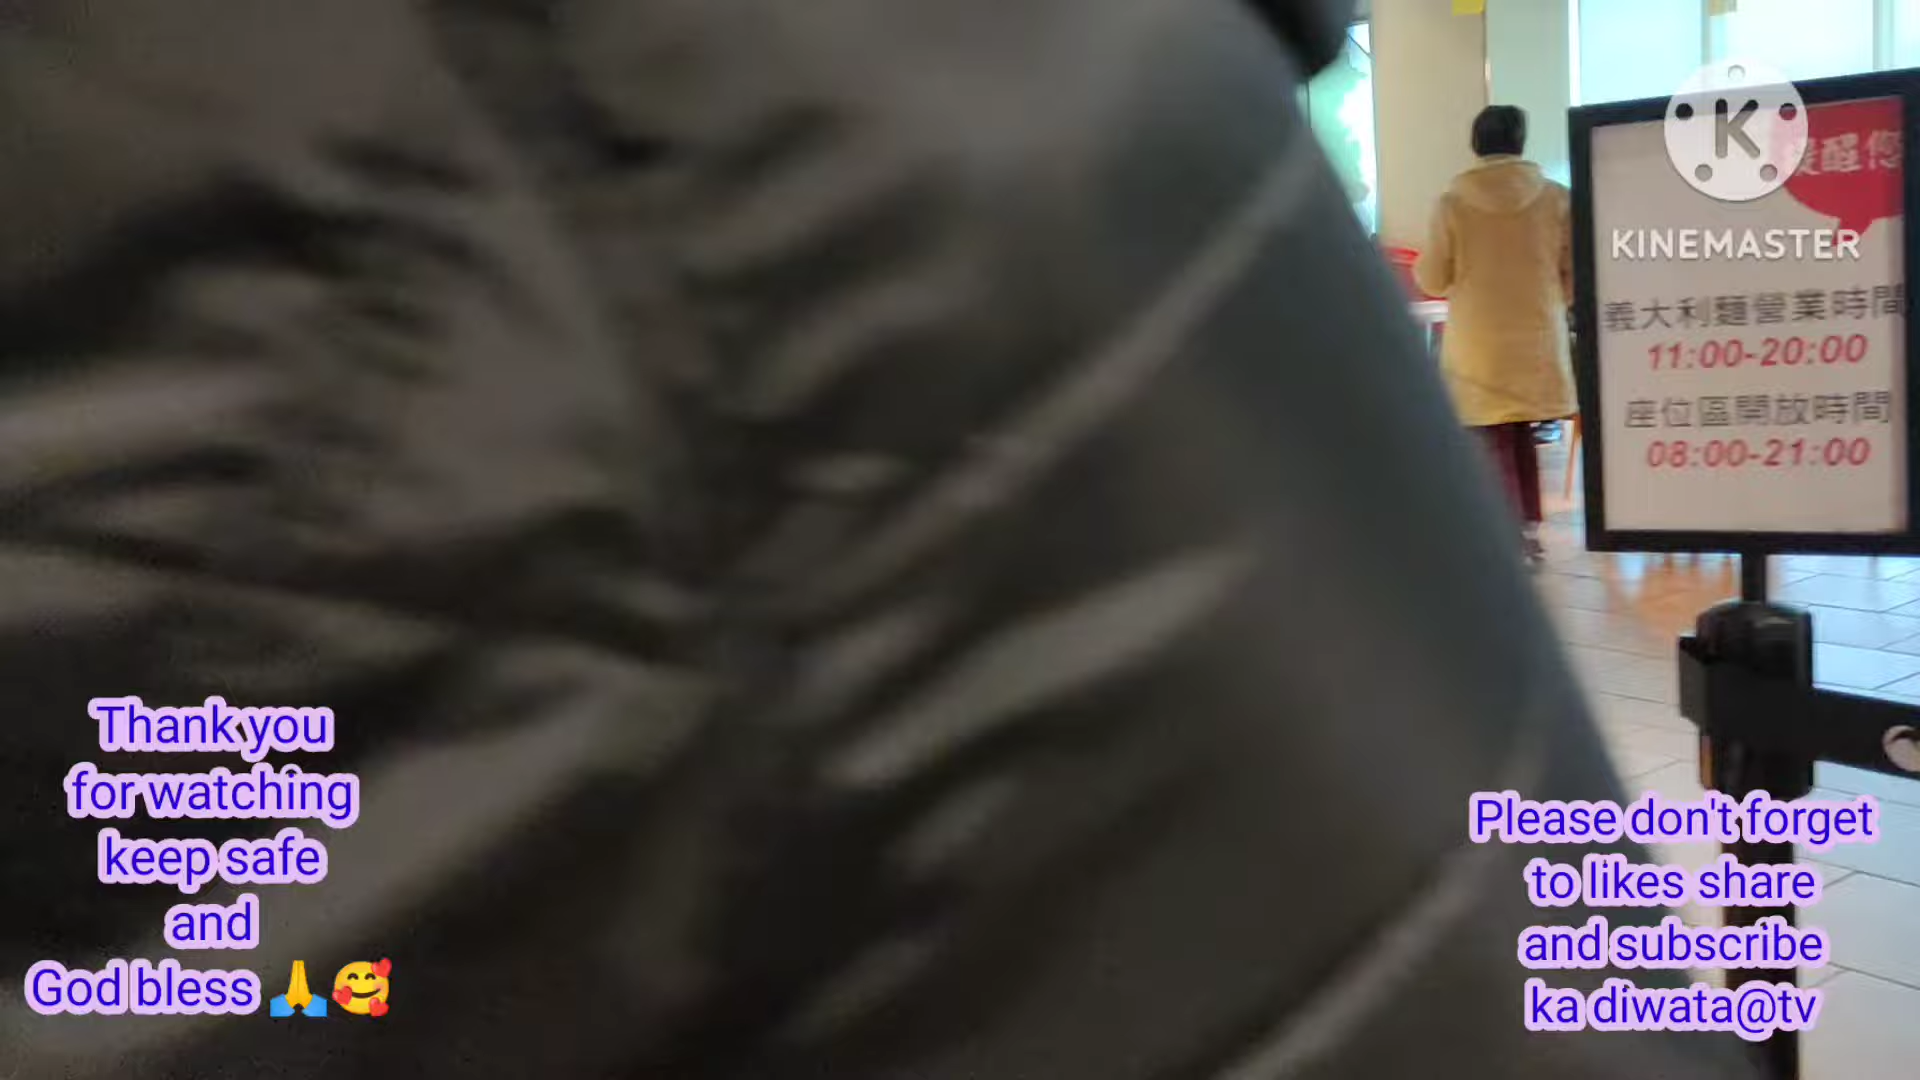 K
KINEMASTER
醒您
義大利麵營業時間
11:00-20:00
座位區開放時間
08:00-21:00
Thank you
for watching
keep safe
and
God bless 🙏🥰
Please don't forget
to likes share
and subscribe
ka diwata@tv